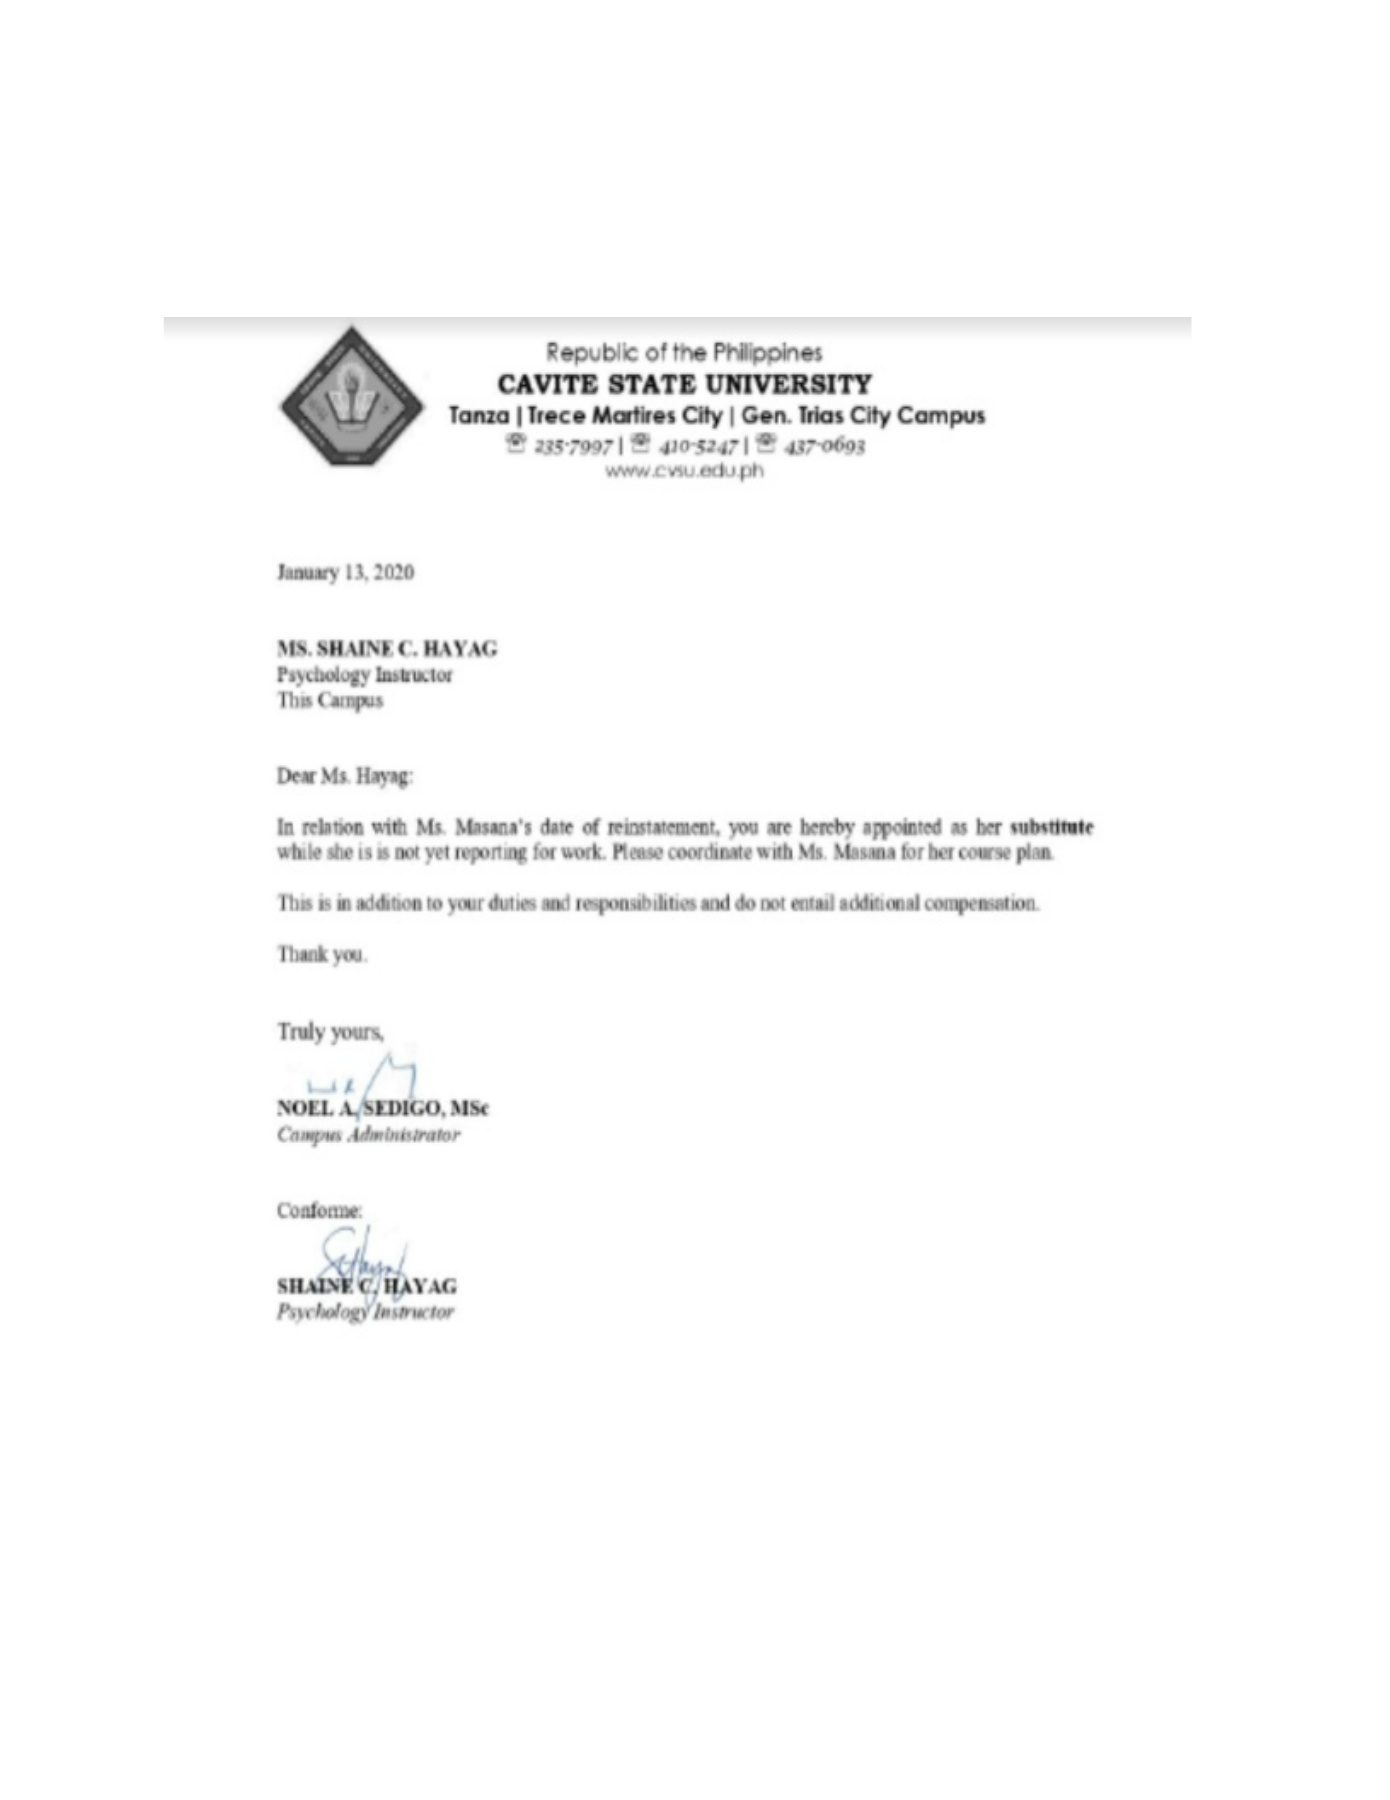 Republic of the Philippines
CAVITE STATE UNIVERSITY
Tanza | Trece Martires City | Gen. Trias City Campus
☏ 235-7997 | ☏ 410-5247 | ☏ 437-0693
www.cvsu.edu.ph
January 13, 2020
MS. SHAINE C. HAYAG
Psychology Instructor
This Campus
Dear Ms. Hayag:
In relation with Ms. Masana's date of reinstatement, you are hereby appointed as her substitute
while she is is not yet reporting for work. Please coordinate with Ms. Masana for her course plan.
This is in addition to your duties and responsibilities and do not entail additional compensation.
Thank you.
Truly yours,
NOEL A. SEDIGO, MSc
Campus Administrator
Conforme:
SHAINE C. HAYAG
Psychology Instructor